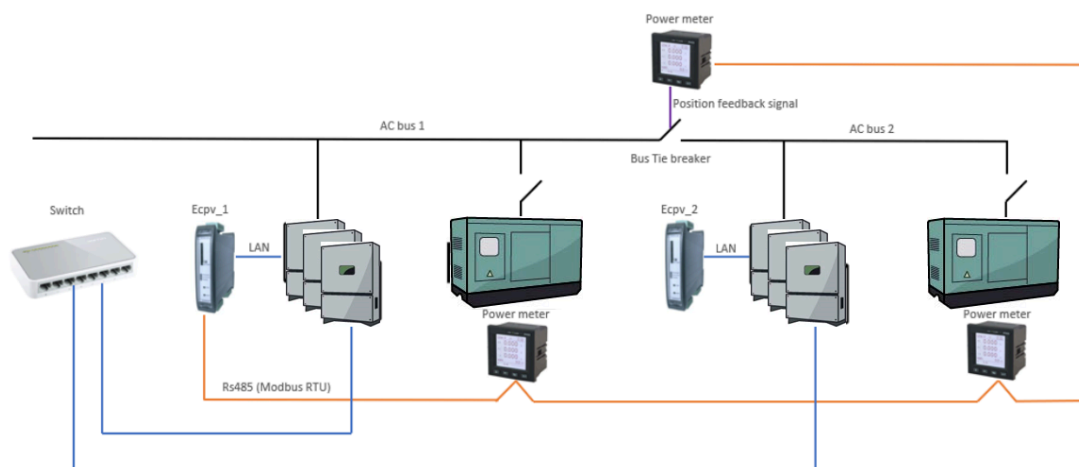 Power meter
Position feedback signal
AC bus 1
AC bus 2
Bus Tie breaker
Switch
Ecpv_1
Ecpv_2
LAN
LAN
Power meter
Power meter
Rs485 (Modbus RTU)